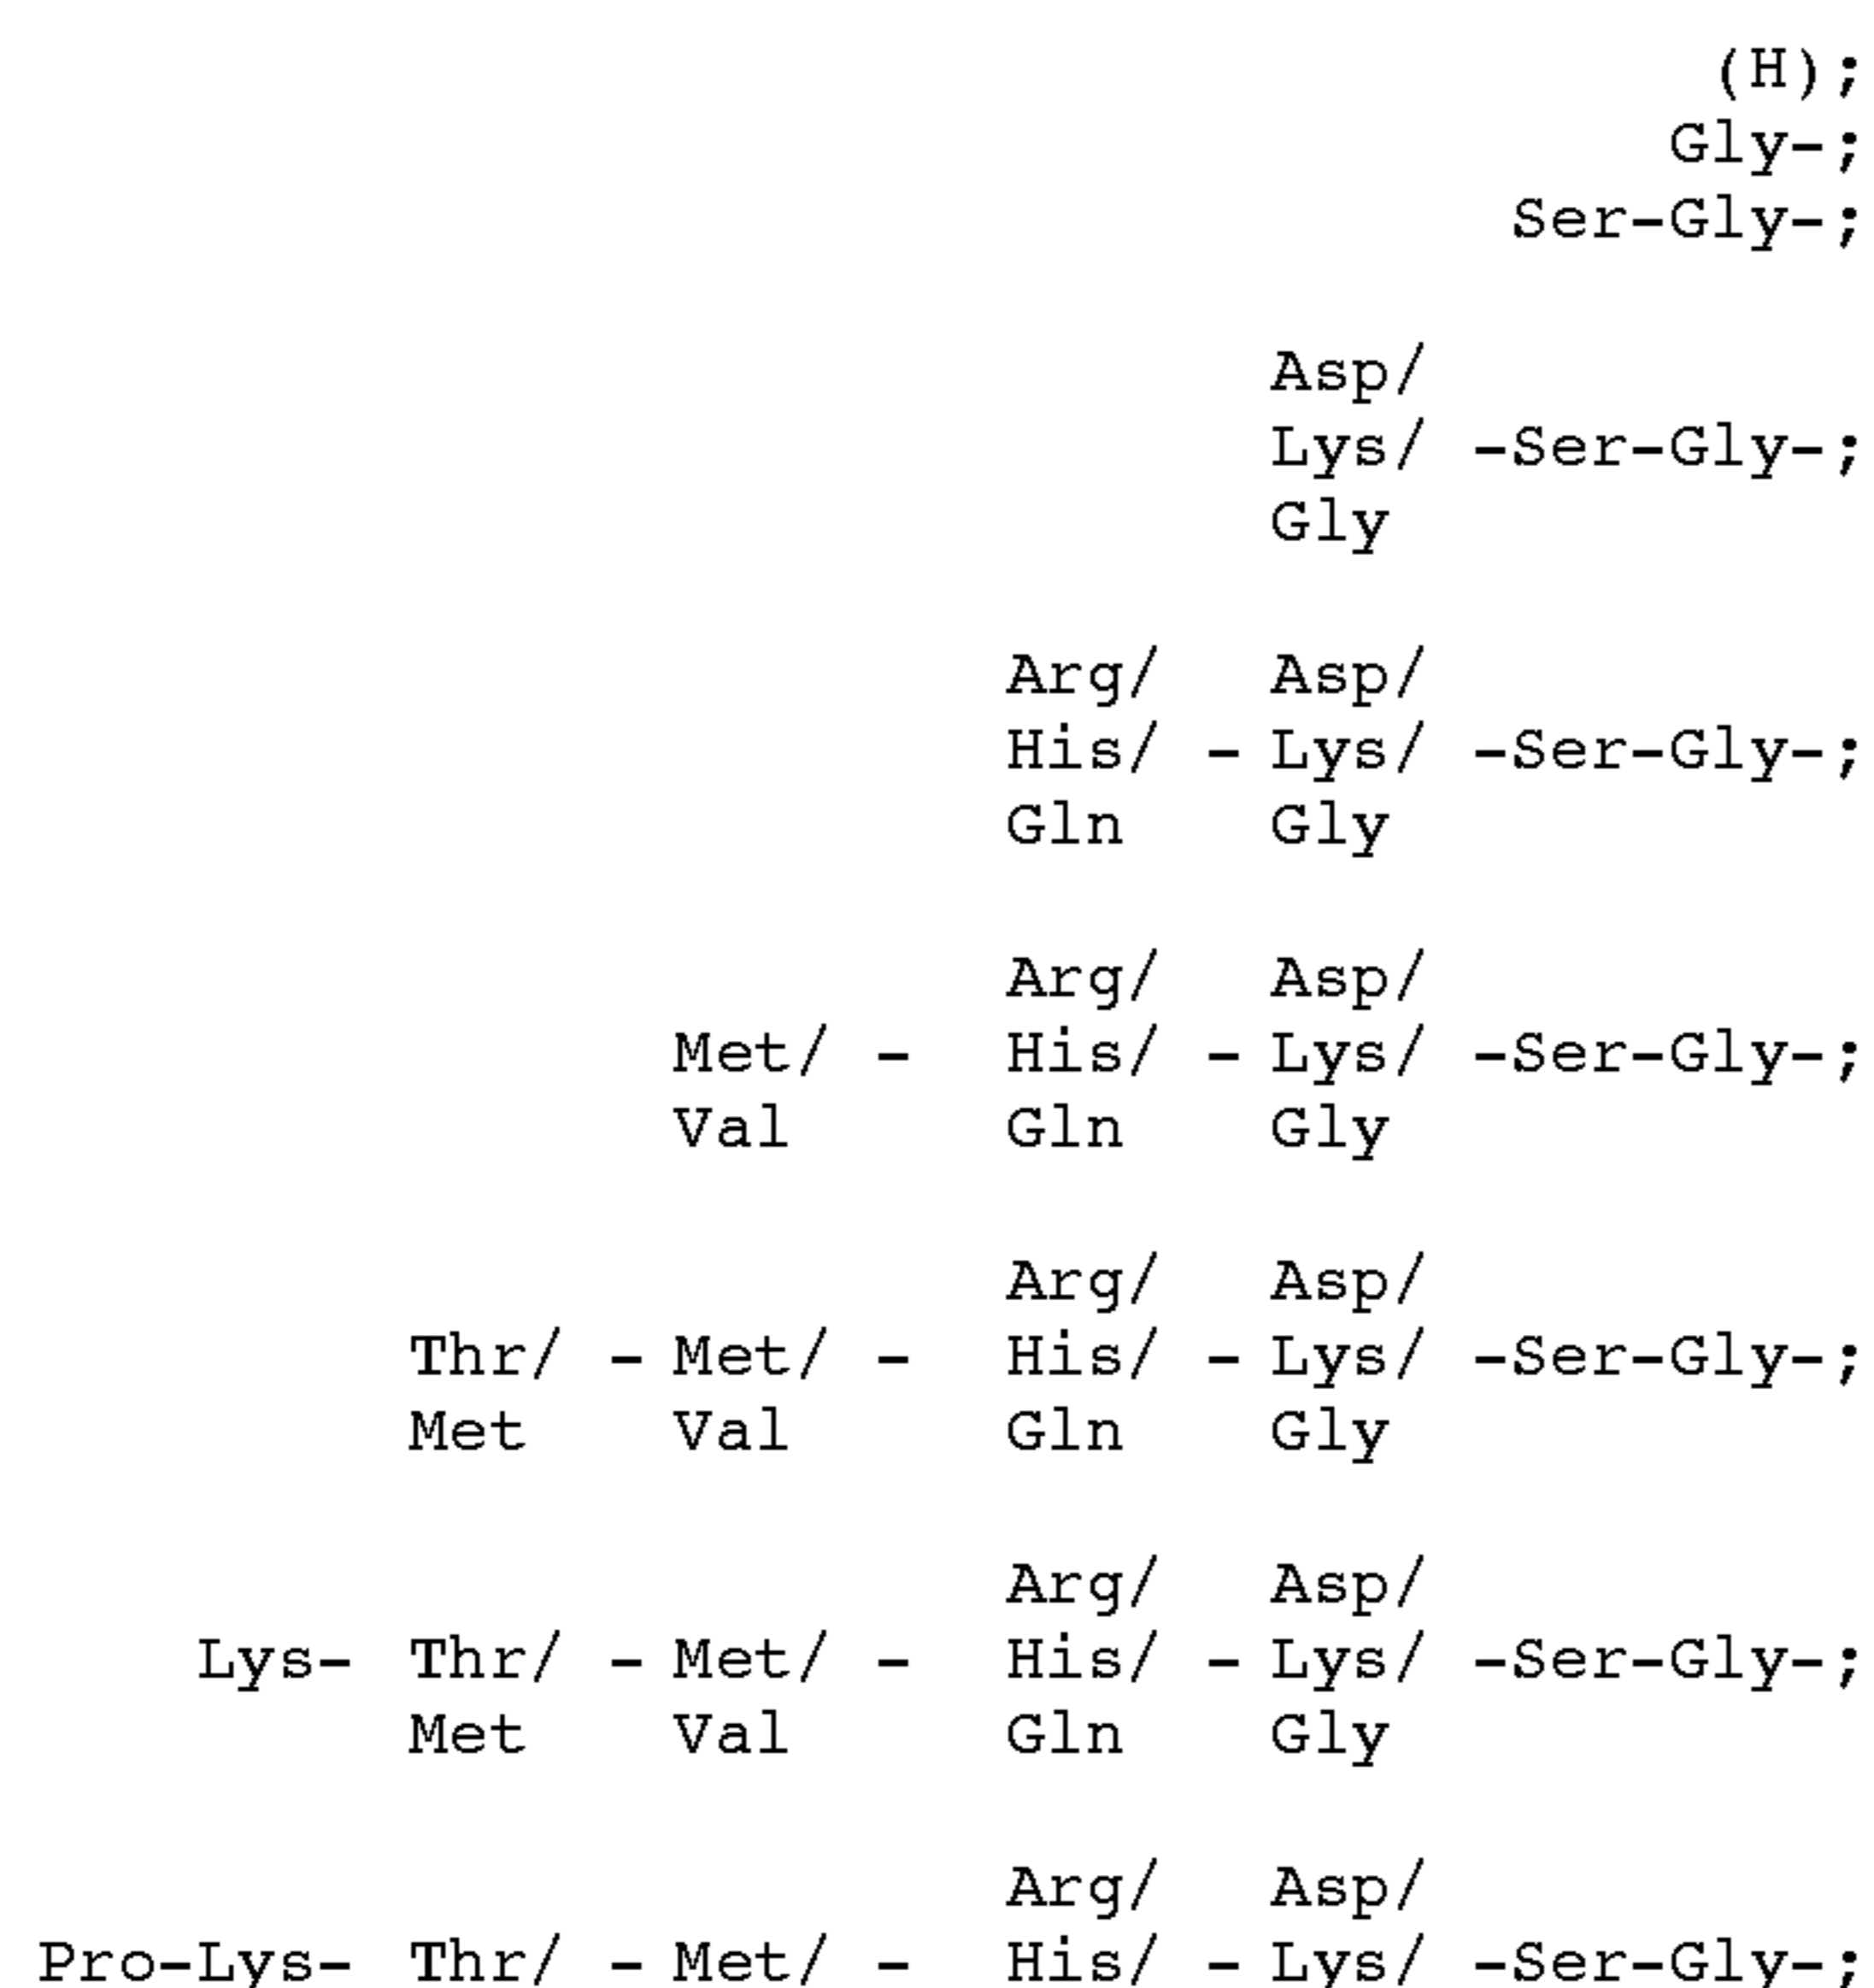 (H);
Gly-;
Ser-Gly-;
Asp/
Lys/ -Ser-Gly-;
Gly
Arg/ Asp/
His/ - Lys/ -Ser-Gly-;
Gln Gly
Arg/ Asp/
Met/ - His/ - Lys/ -Ser-Gly-;
Val Gln Gly
Arg/ Asp/
Thr/ - Met/ - His/ - Lys/ -Ser-Gly-;
Met Val Gln Gly
Arg/ Asp/
Lys- Thr/ - Met/ - His/ - Lys/ -Ser-Gly-;
Met Val Gln Gly
Arg/ Asp/
Pro-Lys- Thr/ - Met/ - His/ - Lys/ -Ser-Gly-;